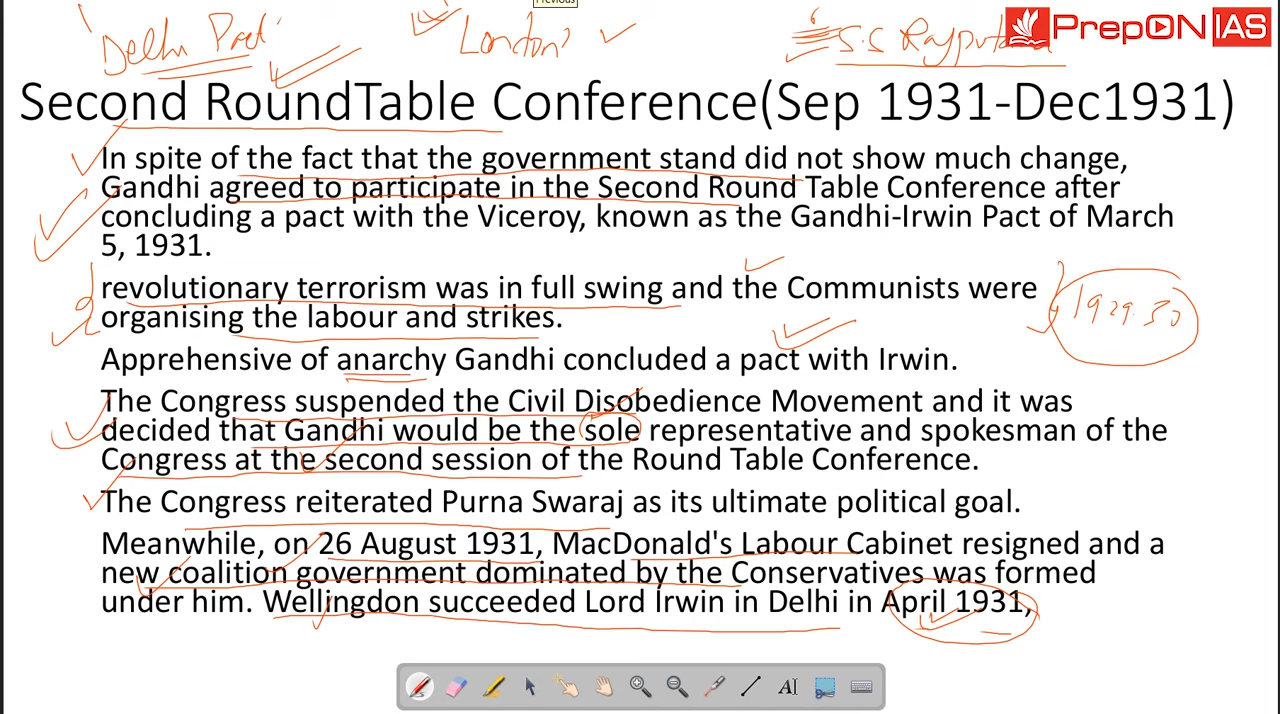 Previous
Delhi Pact
London
S.S Rajputana
PrepON IAS
Second RoundTable Conference(Sep 1931-Dec1931)
In spite of the fact that the government stand did not show much change,
Gandhi agreed to participate in the Second Round Table Conference after
concluding a pact with the Viceroy, known as the Gandhi-Irwin Pact of March
5, 1931.
revolutionary terrorism was in full swing and the Communists were
organising the labour and strikes.
1929.30
Apprehensive of anarchy Gandhi concluded a pact with Irwin.
The Congress suspended the Civil Disobedience Movement and it was
decided that Gandhi would be the sole representative and spokesman of the
Congress at the second session of the Round Table Conference.
The Congress reiterated Purna Swaraj as its ultimate political goal.
Meanwhile, on 26 August 1931, MacDonald's Labour Cabinet resigned and a
new coalition government dominated by the Conservatives was formed
under him. Wellingdon succeeded Lord Irwin in Delhi in April 1931,
AI